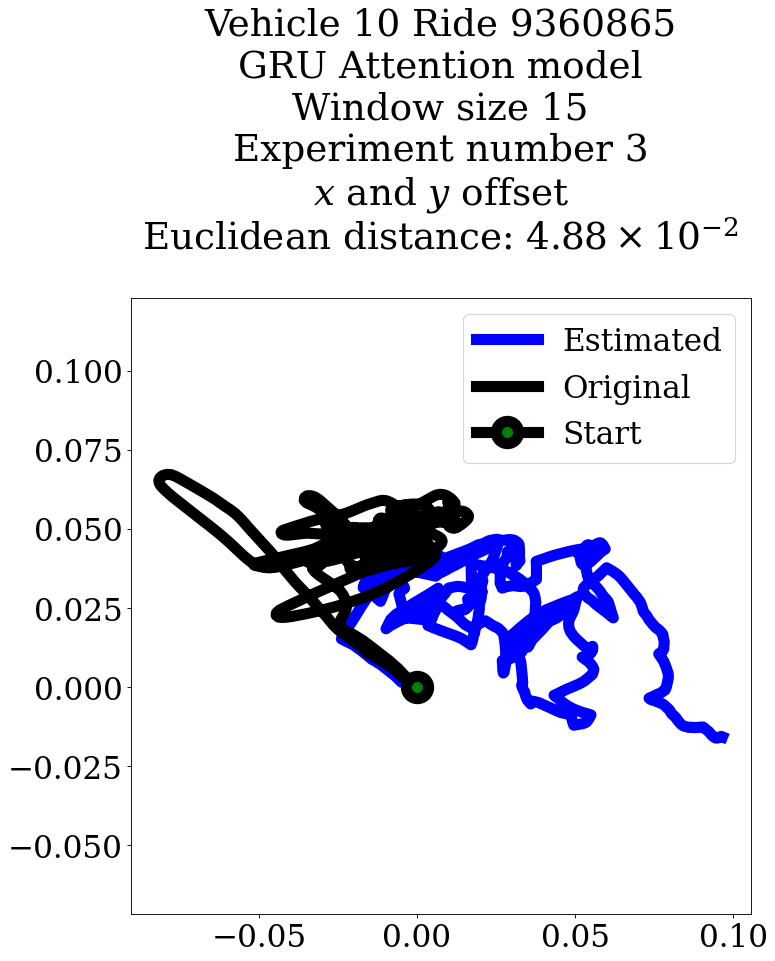 Vehicle 10 Ride 9360865
GRU Attention model
Window size 15
Experiment number 3
x and y offset
Euclidean distance: 4.88 × 10⁻²
Estimated
Original
Start
0.100
0.075
0.050
0.025
0.000
−0.025
−0.050
−0.05 0.00 0.05 0.10